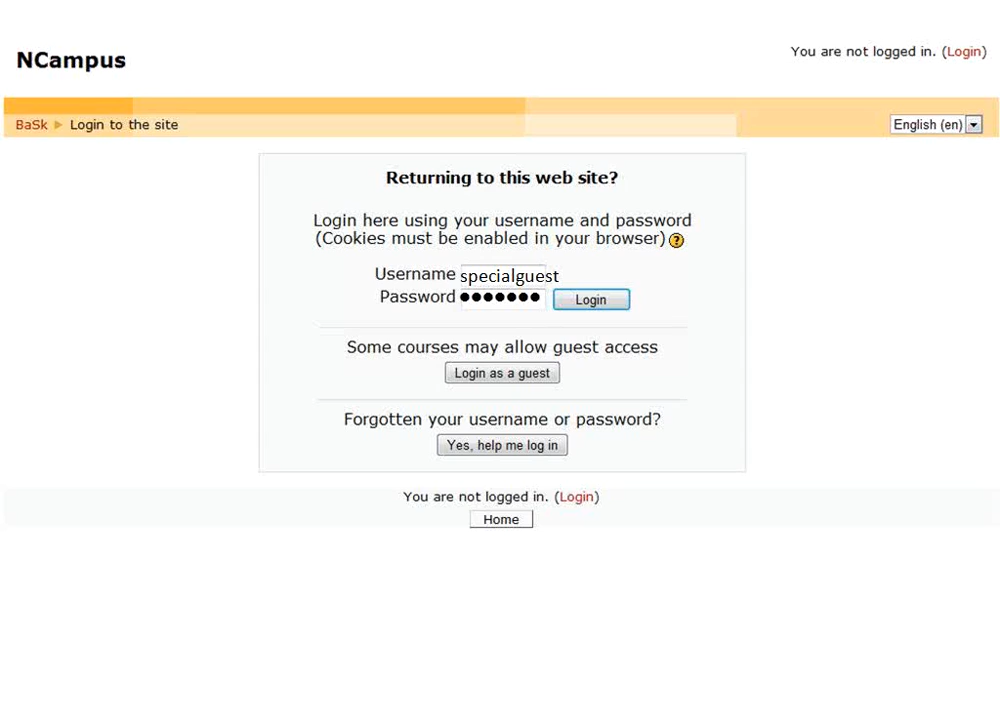 NCampus
You are not logged in. (Login)
BaSk ► Login to the site
English (en)
Returning to this web site?
Login here using your username and password
(Cookies must be enabled in your browser) ?
Username specialguest
Password ●●●●●●● Login
Some courses may allow guest access
Login as a guest
Forgotten your username or password?
Yes, help me log in
You are not logged in. (Login)
Home